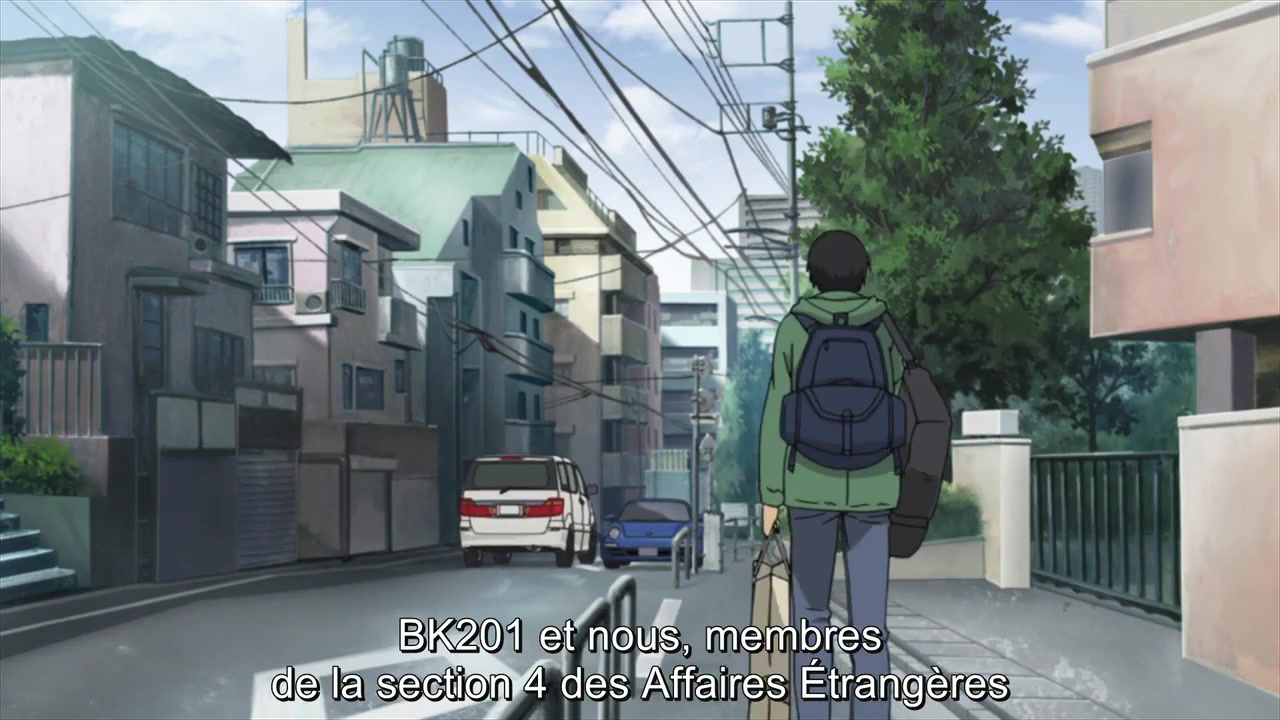 BK201 et nous, membres
de la section 4 des Affaires Étrangères